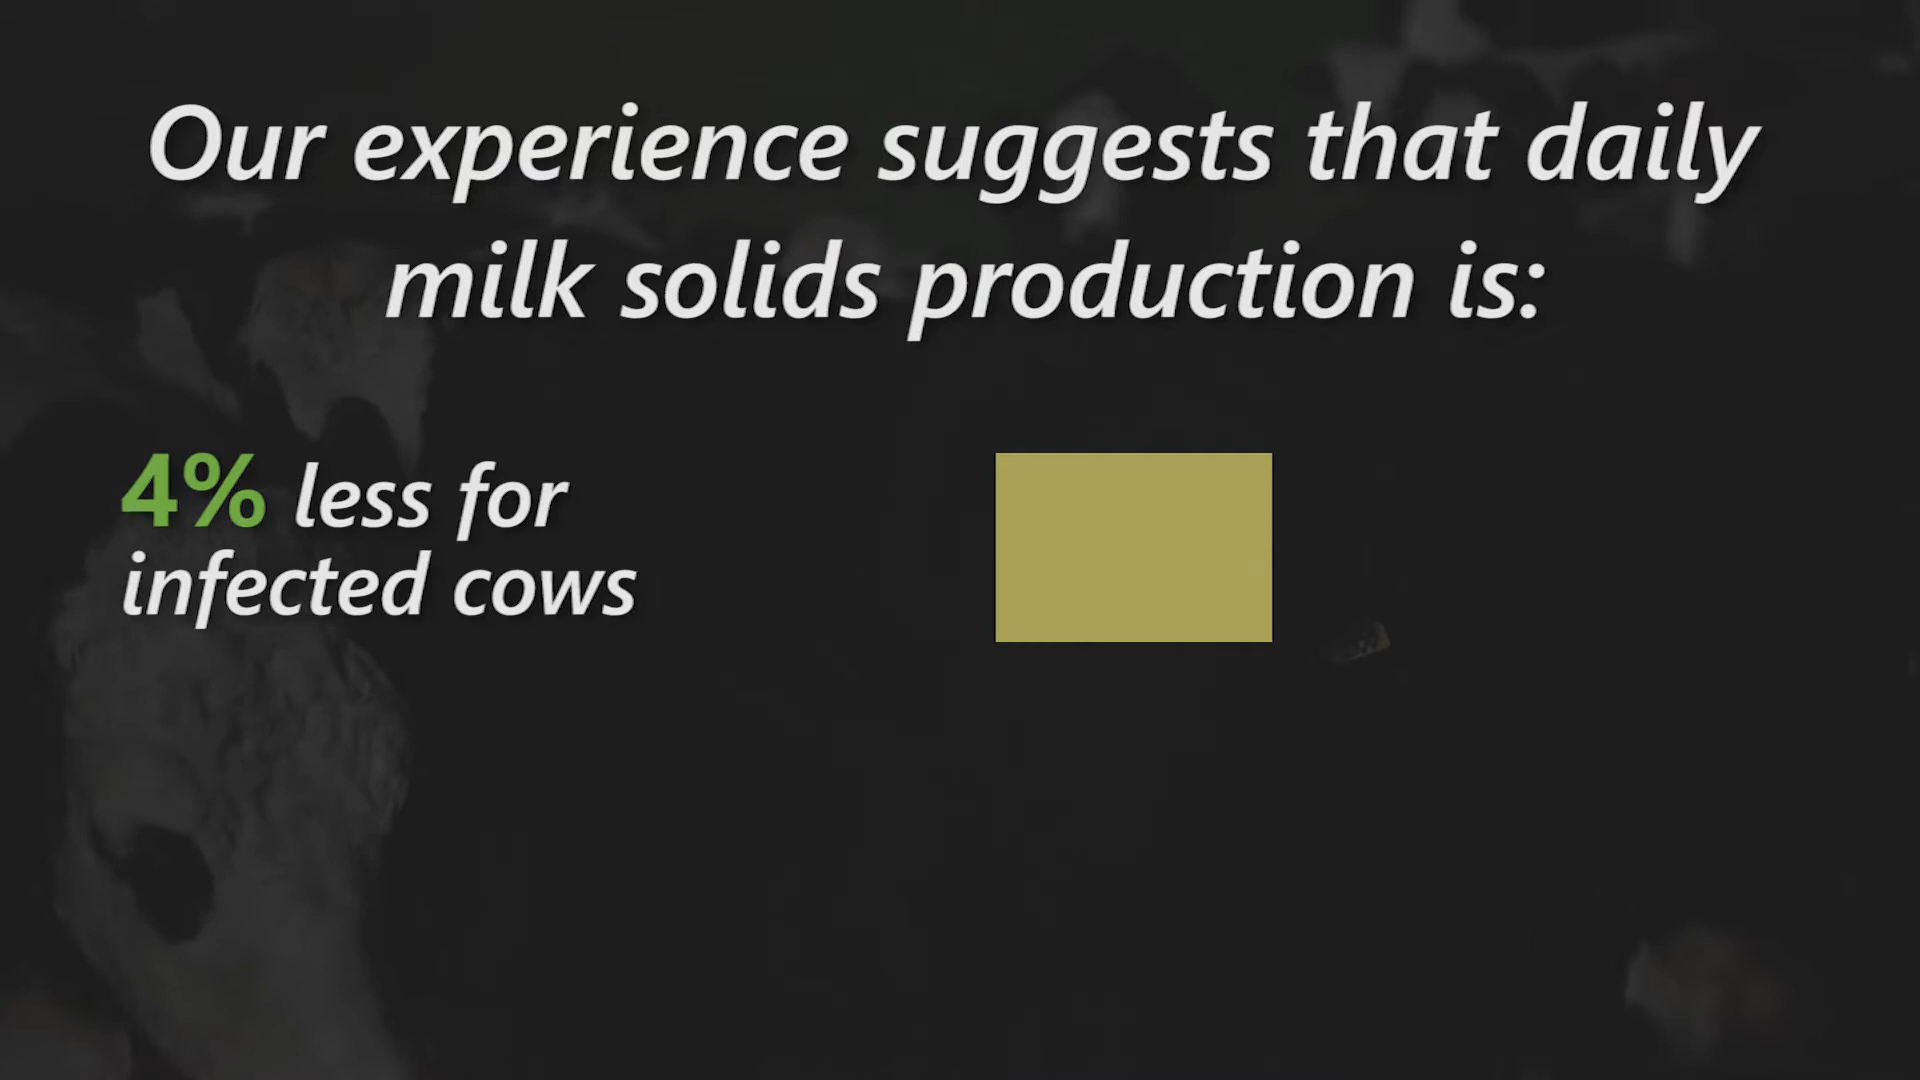 Our experience suggests that daily
milk solids production is:
4% less for
infected cows